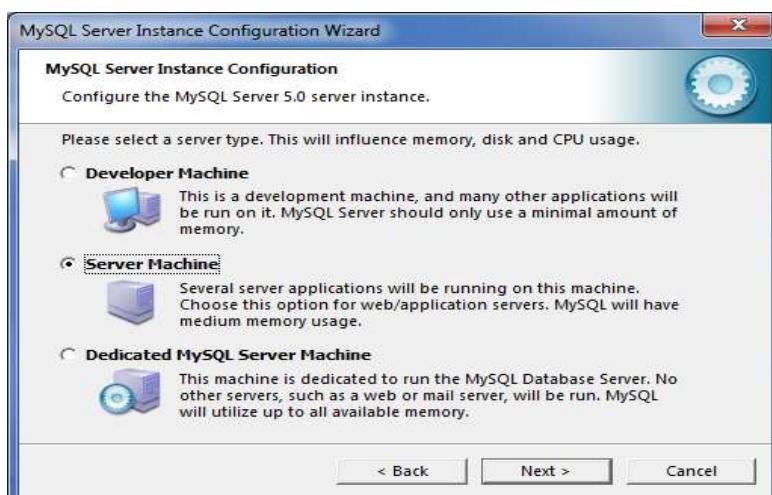 MySQL Server Instance Configuration Wizard
MySQL Server Instance Configuration
Configure the MySQL Server 5.0 server instance.
Please select a server type. This will influence memory, disk and CPU usage.
Developer Machine
This is a development machine, and many other applications will
be run on it. MySQL Server should only use a minimal amount of
memory.
Server Machine
Several server applications will be running on this machine.
Choose this option for web/application servers. MySQL will have
medium memory usage.
Dedicated MySQL Server Machine
This machine is dedicated to run the MySQL Database Server. No
other servers, such as a web or mail server, will be run. MySQL
will utilize up to all available memory.
< Back
Next >
Cancel